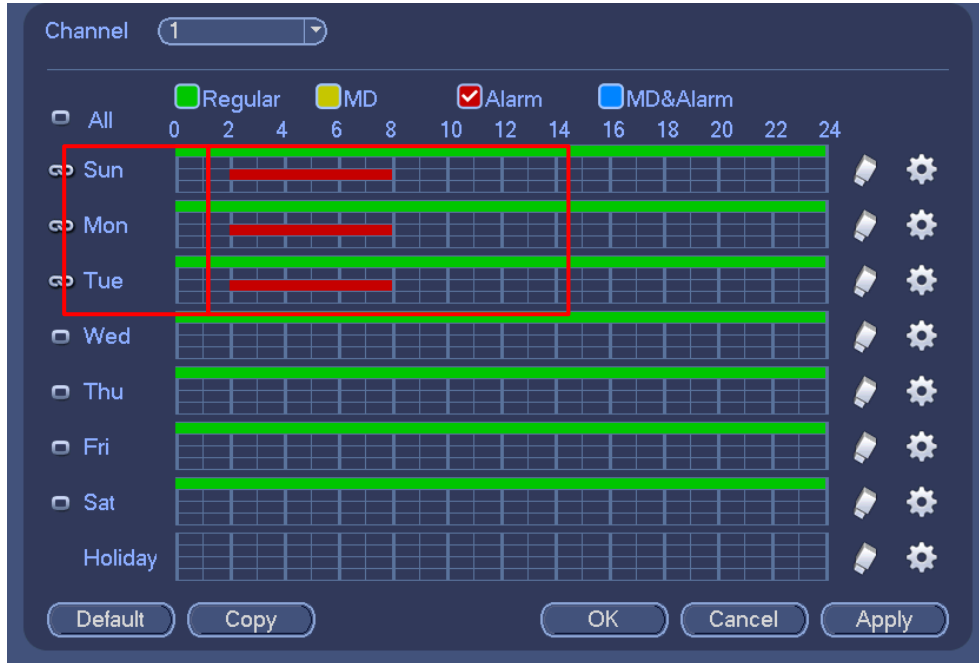 Channel 1
Regular MD Alarm MD&Alarm
All 0 2 4 6 8 10 12 14 16 18 20 22 24
Sun
Mon
Tue
Wed
Thu
Fri
Sat
Holiday
Default Copy OK Cancel Apply